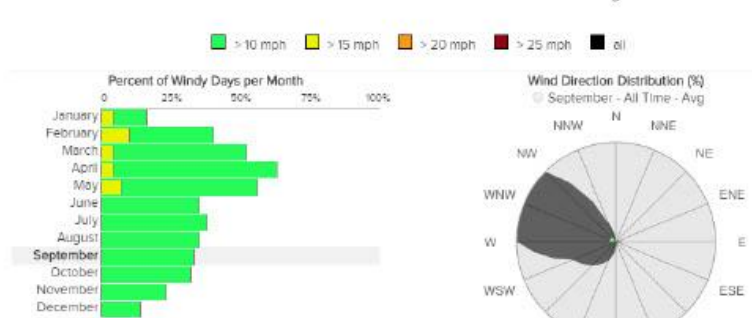 > 10 mph > 15 mph > 20 mph > 25 mph all
Percent of Windy Days per Month
0 25% 50% 75% 100%
January
February
March
April
May
June
July
August
September
October
November
December
Wind Direction Distribution (%)
September - All Time - Avg
N
NNW NNE
NW NE
WNW ENE
W E
WSW ESE